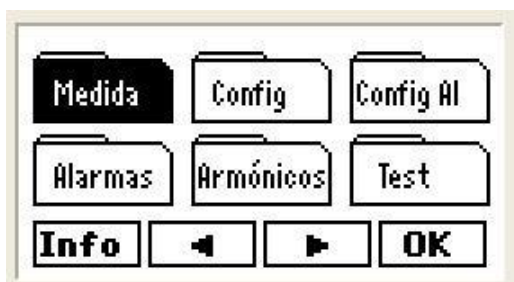 Medida Config Config Al
Alarmas Armónicos Test
Info ◄ ► OK